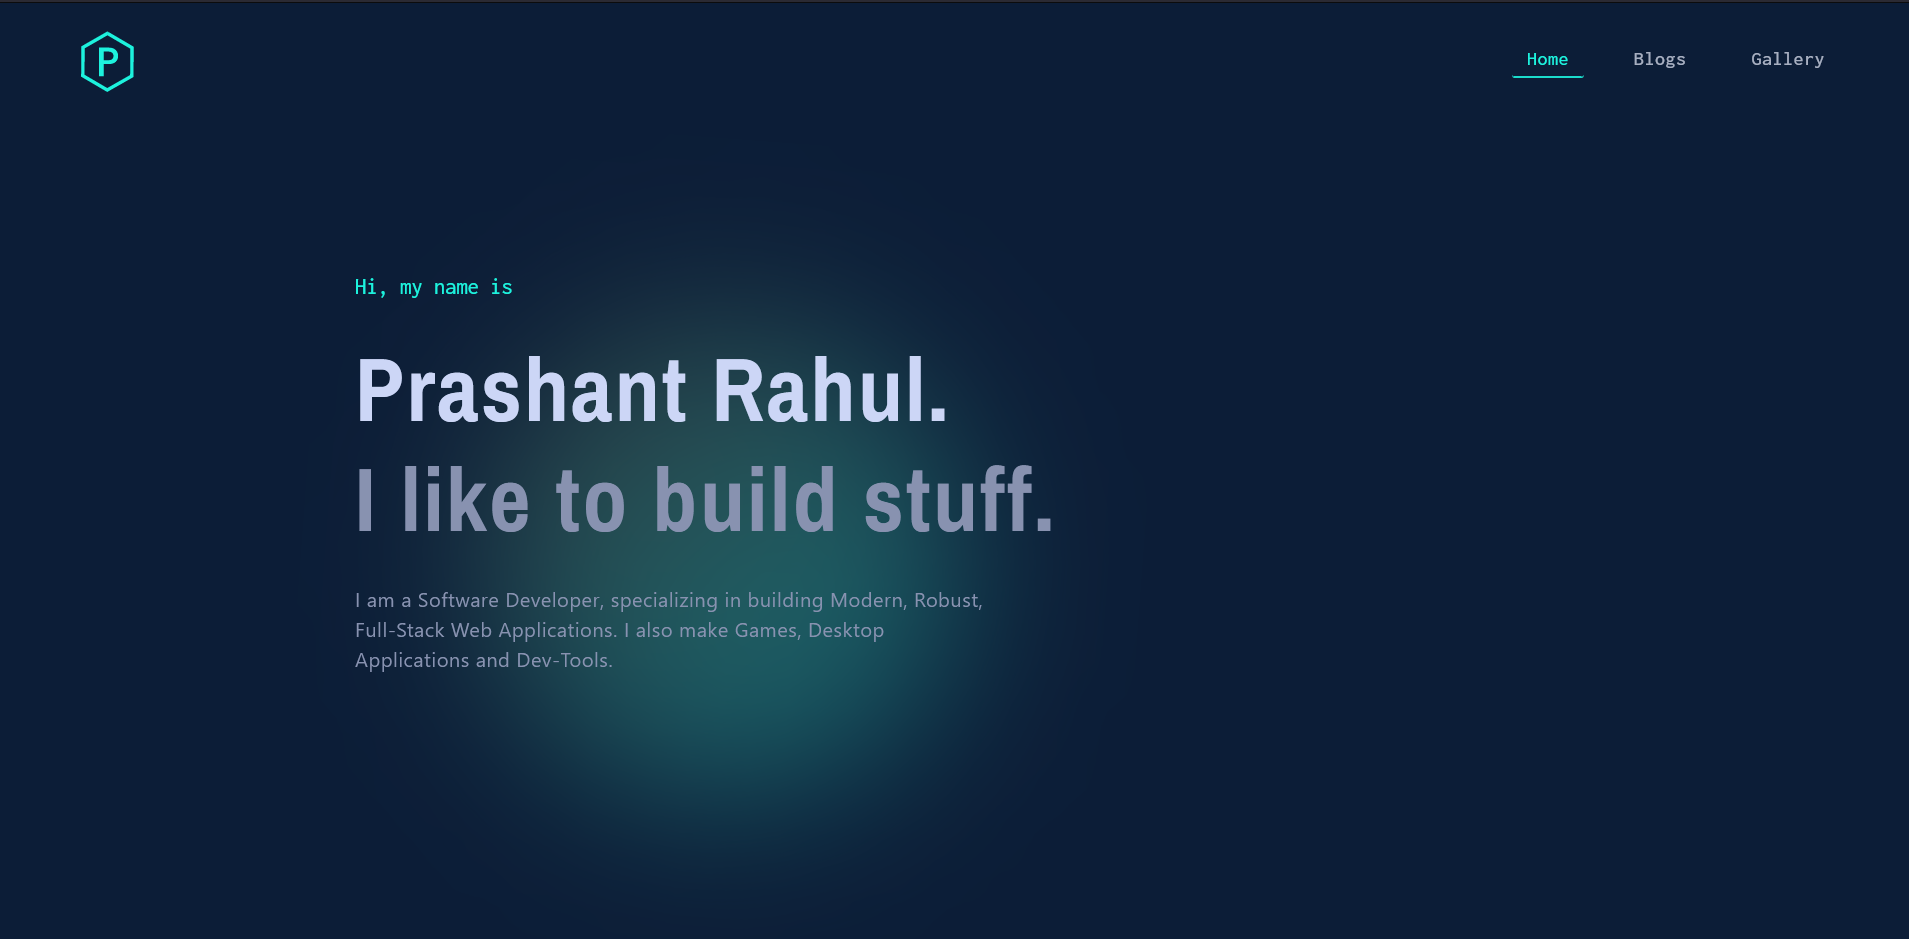 P
Home Blogs Gallery
Hi, my name is
Prashant Rahul.
I like to build stuff.
I am a Software Developer, specializing in building Modern, Robust,
Full-Stack Web Applications. I also make Games, Desktop
Applications and Dev-Tools.